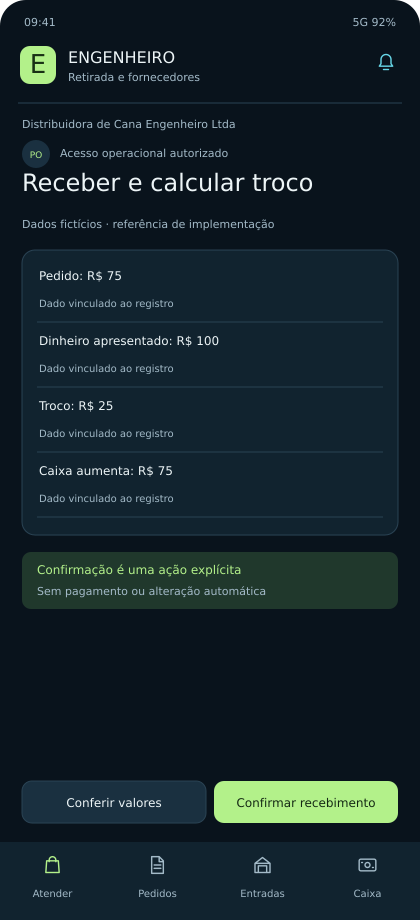 09:41
5G 92%
E
ENGENHEIRO
Retirada e fornecedores
Distribuidora de Cana Engenheiro Ltda
PO
Acesso operacional autorizado
Receber e calcular troco
Dados fictícios · referência de implementação
Pedido: R$ 75
Dado vinculado ao registro
Dinheiro apresentado: R$ 100
Dado vinculado ao registro
Troco: R$ 25
Dado vinculado ao registro
Caixa aumenta: R$ 75
Dado vinculado ao registro
Confirmação é uma ação explícita
Sem pagamento ou alteração automática
Conferir valores
Confirmar recebimento
Atender
Pedidos
Entradas
Caixa